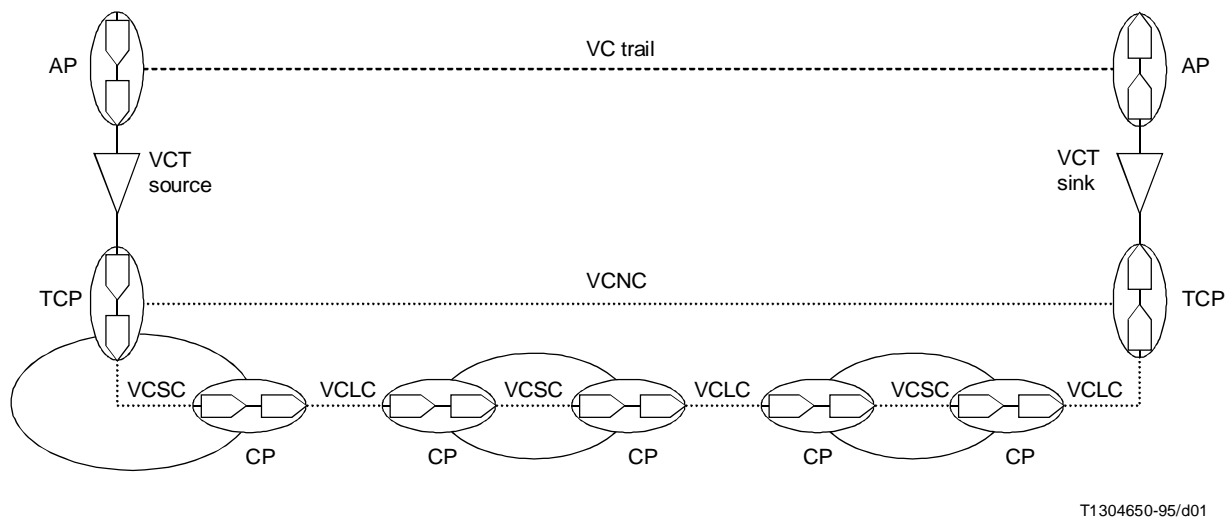 VC trail
AP
AP
VCT
source
VCT
sink
VCNC
TCP
TCP
VCSC
VCLC
VCSC
VCLC
VCSC
VCLC
CP
CP
CP
CP
CP
T1304650-95/d01